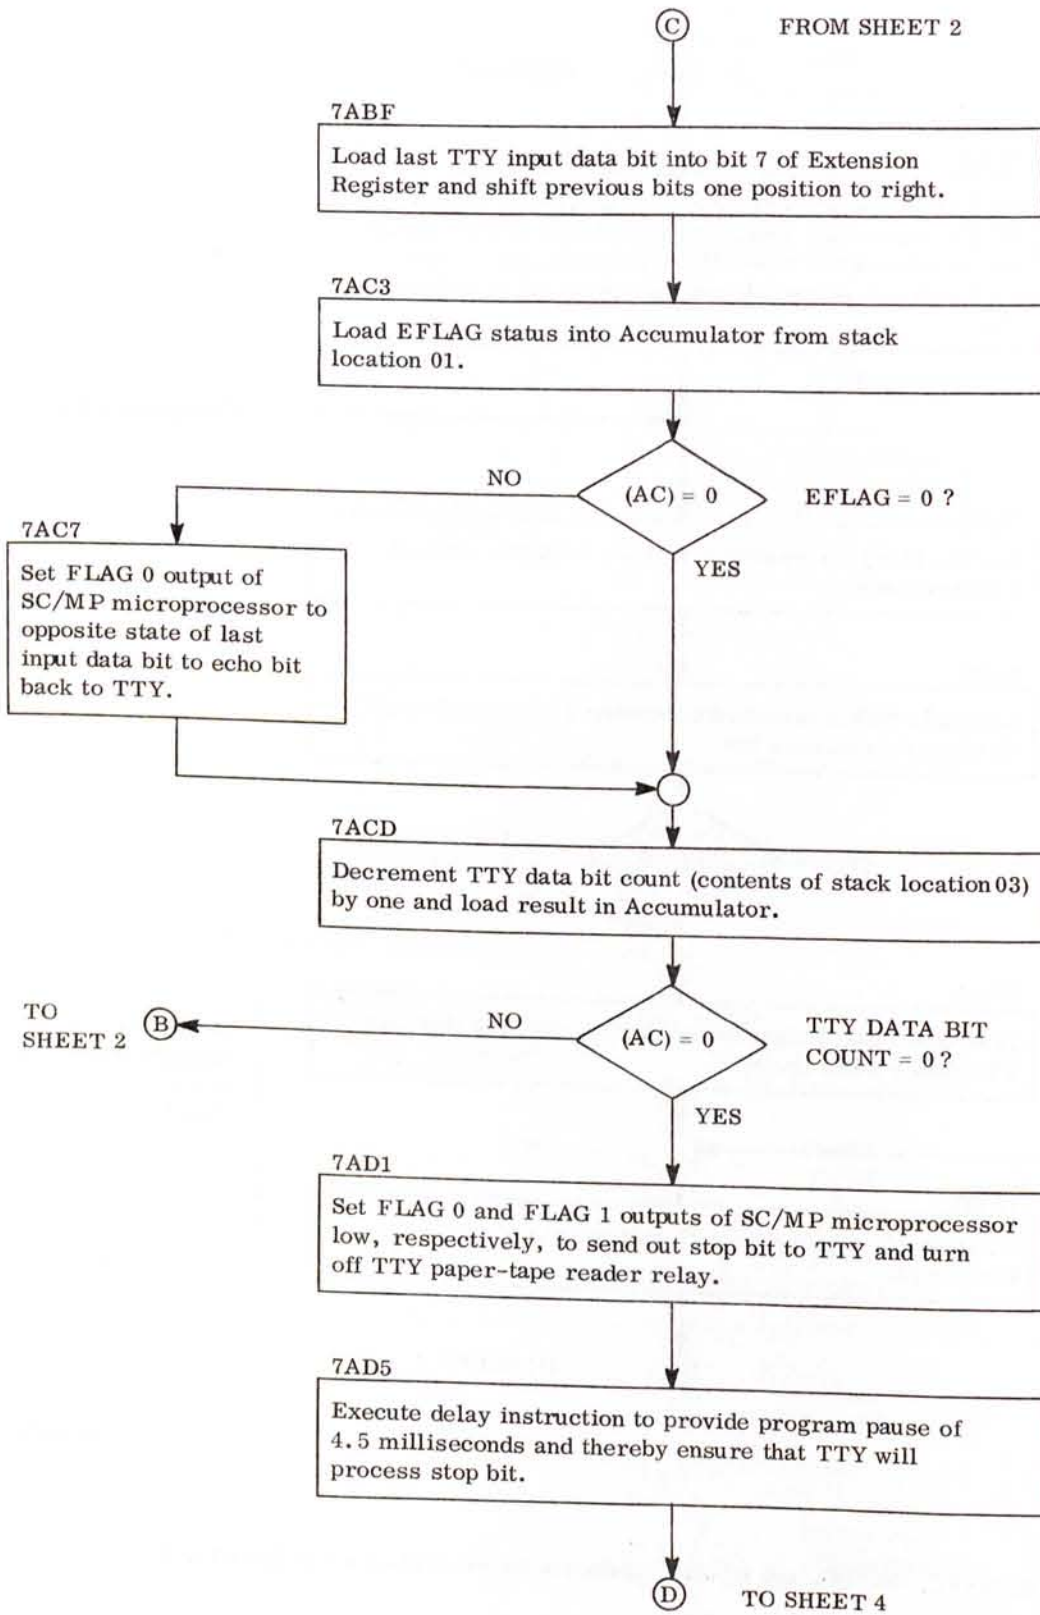 C
FROM SHEET 2
7ABF
Load last TTY input data bit into bit 7 of Extension
Register and shift previous bits one position to right.
7AC3
Load EFLAG status into Accumulator from stack
location 01.
NO
(AC) = 0
EFLAG = 0 ?
YES
7AC7
Set FLAG 0 output of
SC/MP microprocessor to
opposite state of last
input data bit to echo bit
back to TTY.
7ACD
Decrement TTY data bit count (contents of stack location 03)
by one and load result in Accumulator.
TO
SHEET 2
B
NO
(AC) = 0
TTY DATA BIT
COUNT = 0 ?
YES
7AD1
Set FLAG 0 and FLAG 1 outputs of SC/MP microprocessor
low, respectively, to send out stop bit to TTY and turn
off TTY paper-tape reader relay.
7AD5
Execute delay instruction to provide program pause of
4.5 milliseconds and thereby ensure that TTY will
process stop bit.
D
TO SHEET 4